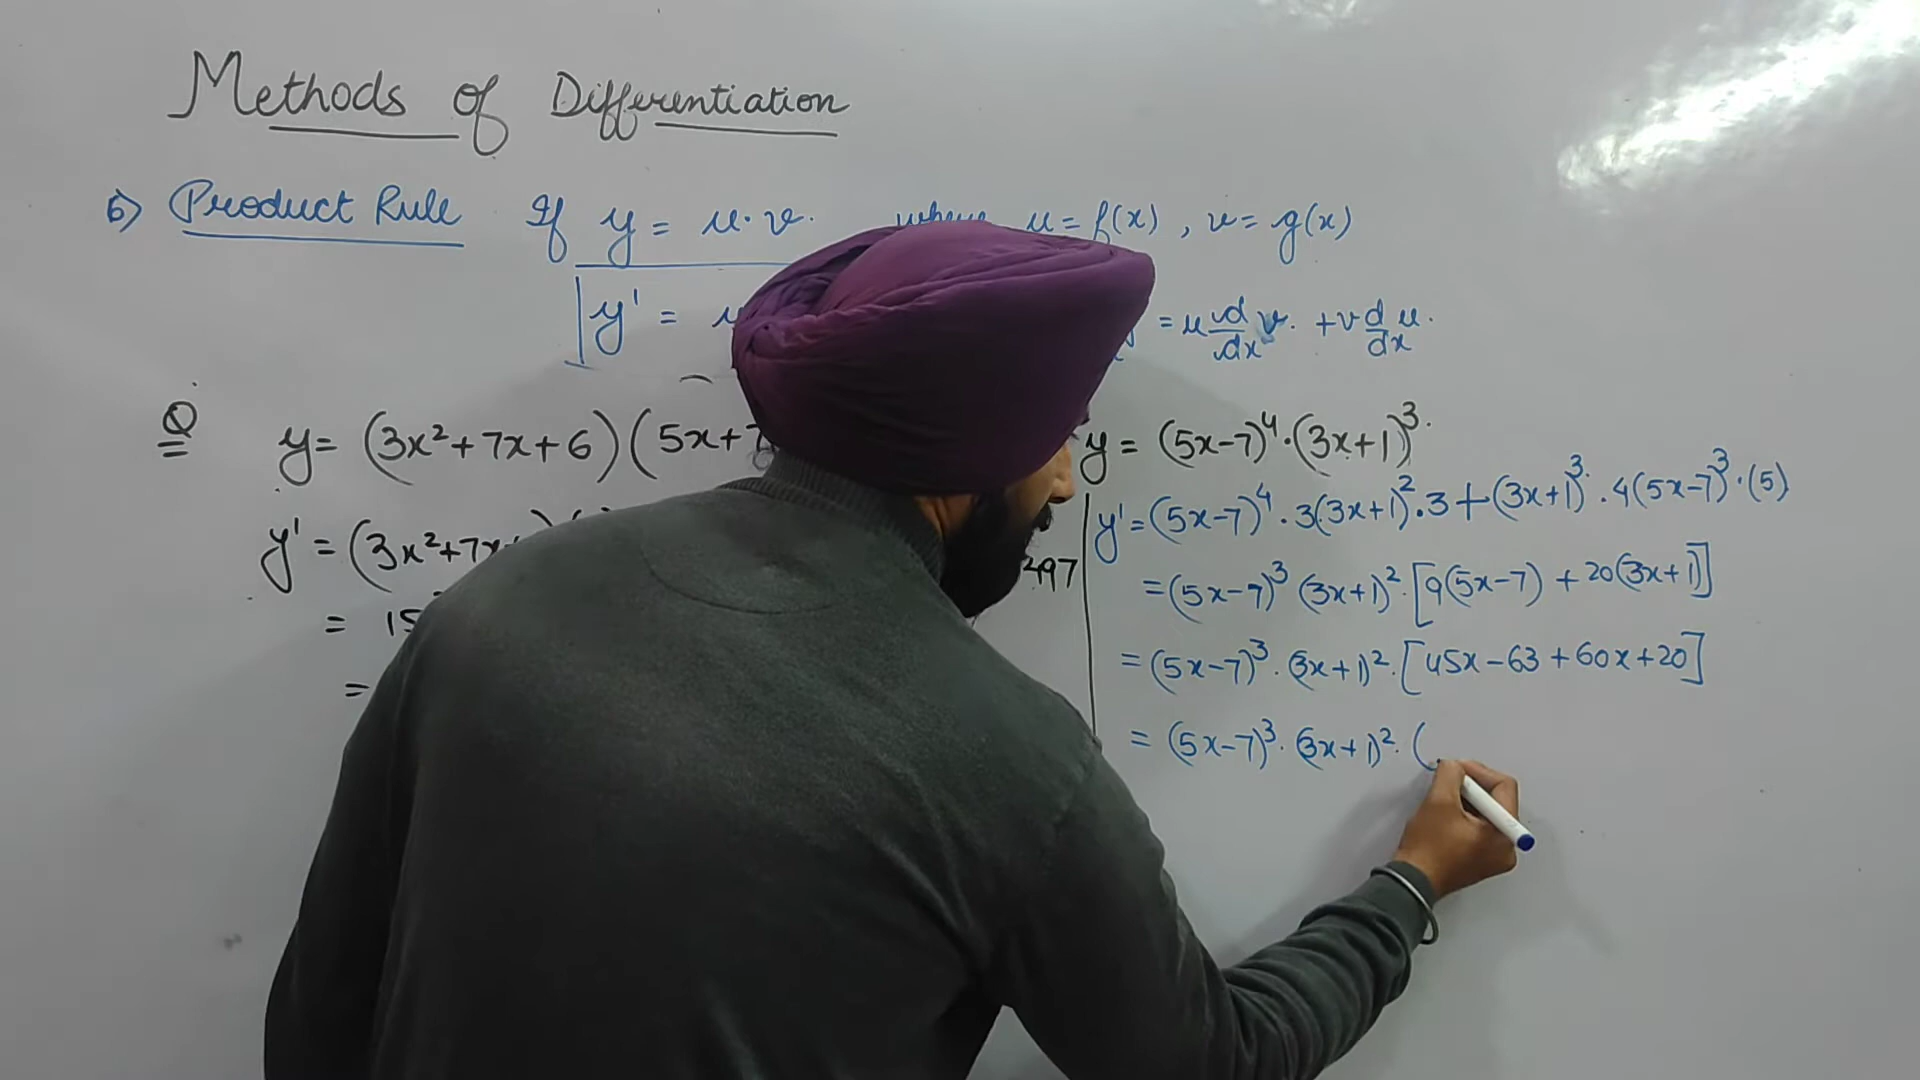 Methods of Differentiation
5) Product Rule If y = u·v. where u = f(x), v = g(x)
y' = = u d/dx v. + v d/dx u.
Q y = (3x²+7x+6)(5x+7
y' = (3x²+7x
= 15
=
497
y = (5x-7)⁴·(3x+1)³.
y' = (5x-7)⁴·3(3x+1)²·3 + (3x+1)³·4(5x-7)³·(5)
= (5x-7)³ (3x+1)²·[9(5x-7) + 20(3x+1)]
= (5x-7)³·(3x+1)²·[45x-63+60x+20]
= (5x-7)³·(3x+1)²·(